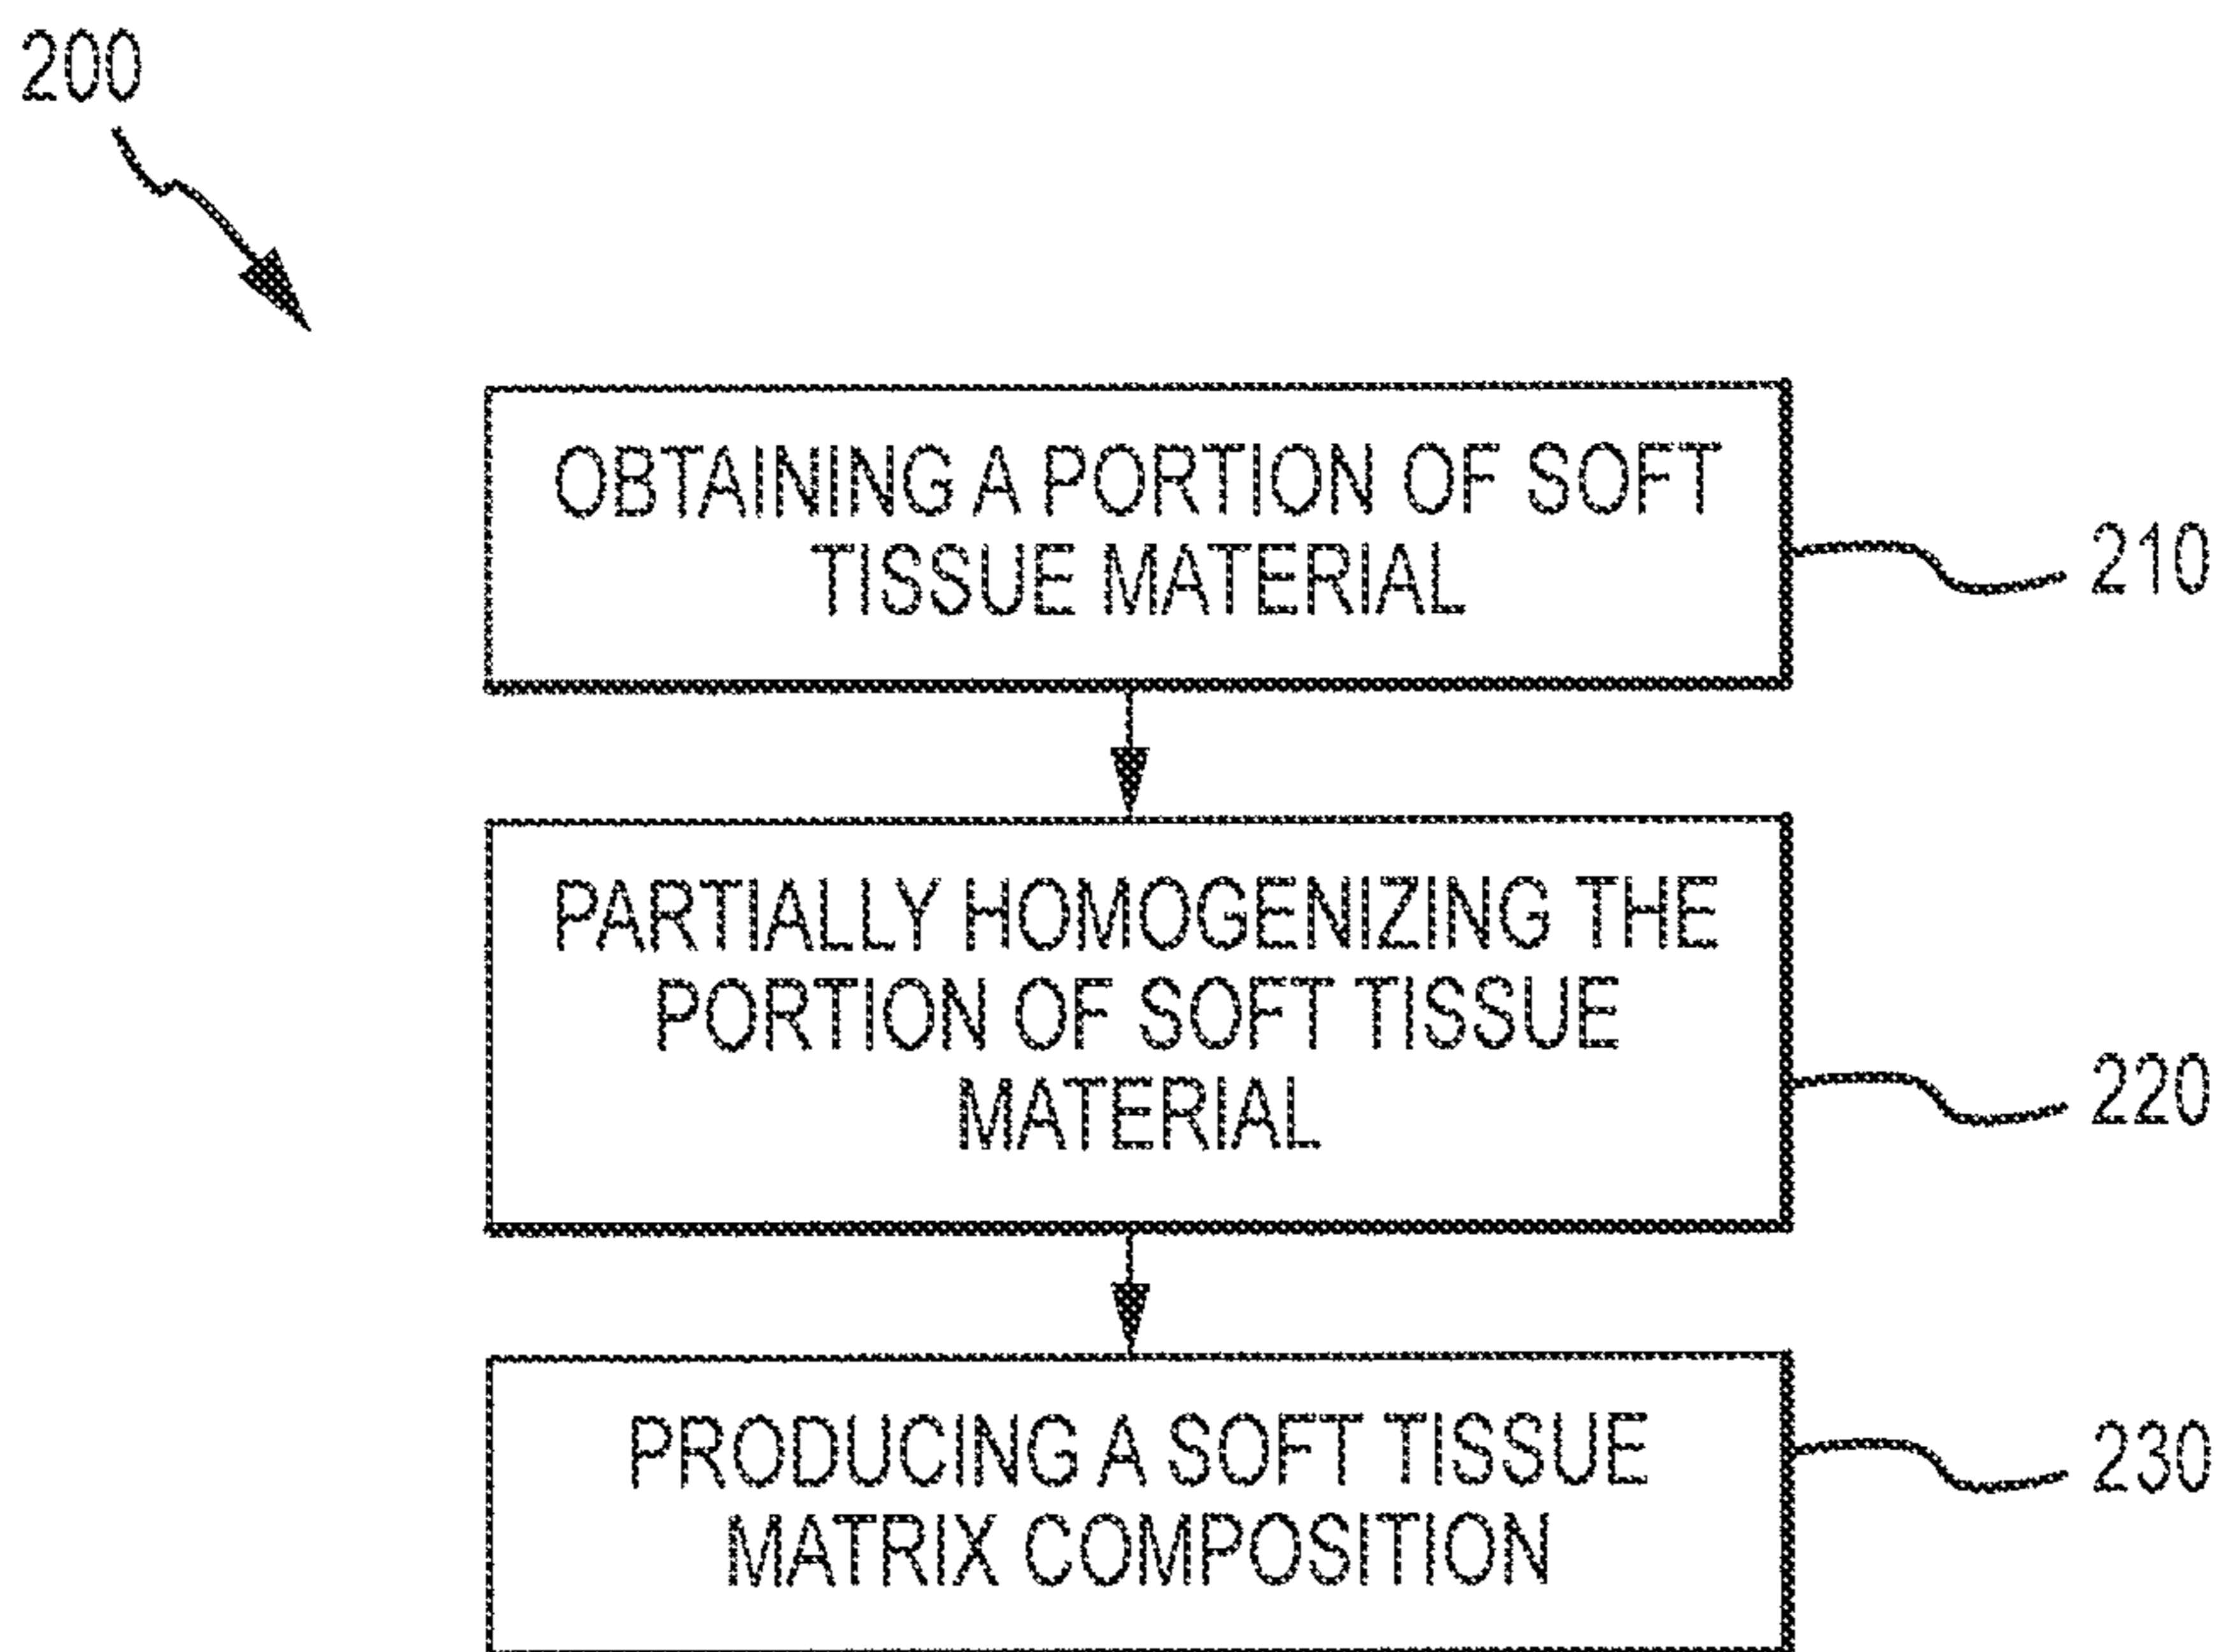 200
OBTAINING A PORTION OF SOFT
TISSUE MATERIAL
210
PARTIALLY HOMOGENIZING THE
PORTION OF SOFT TISSUE
MATERIAL
220
PRODUCING A SOFT TISSUE
MATRIX COMPOSITION
230